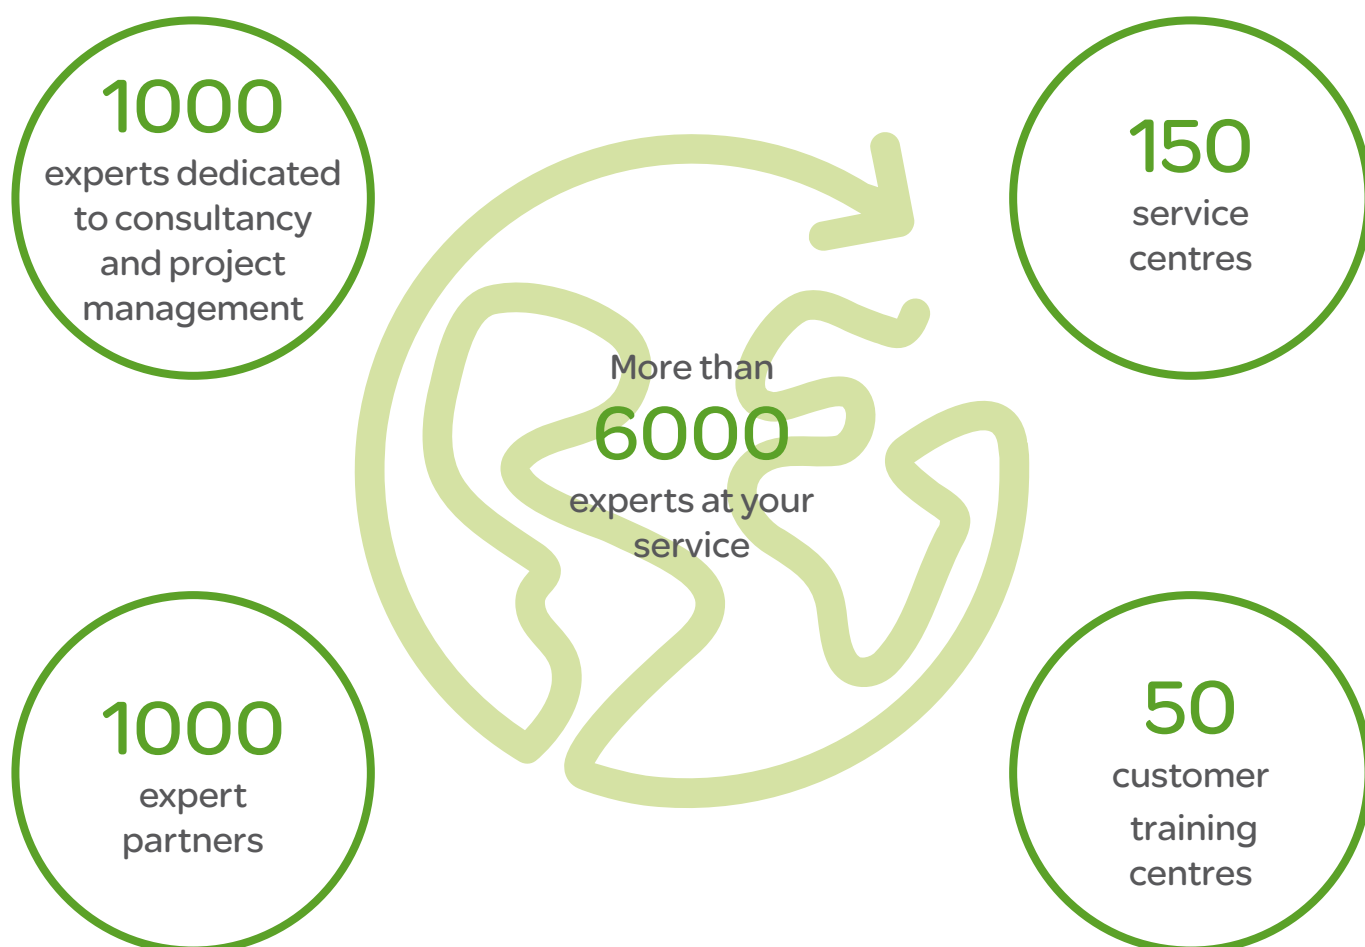 1000
experts dedicated
to consultancy
and project
management
150
service
centres
More than
6000
experts at your
service
1000
expert
partners
50
customer
training
centres